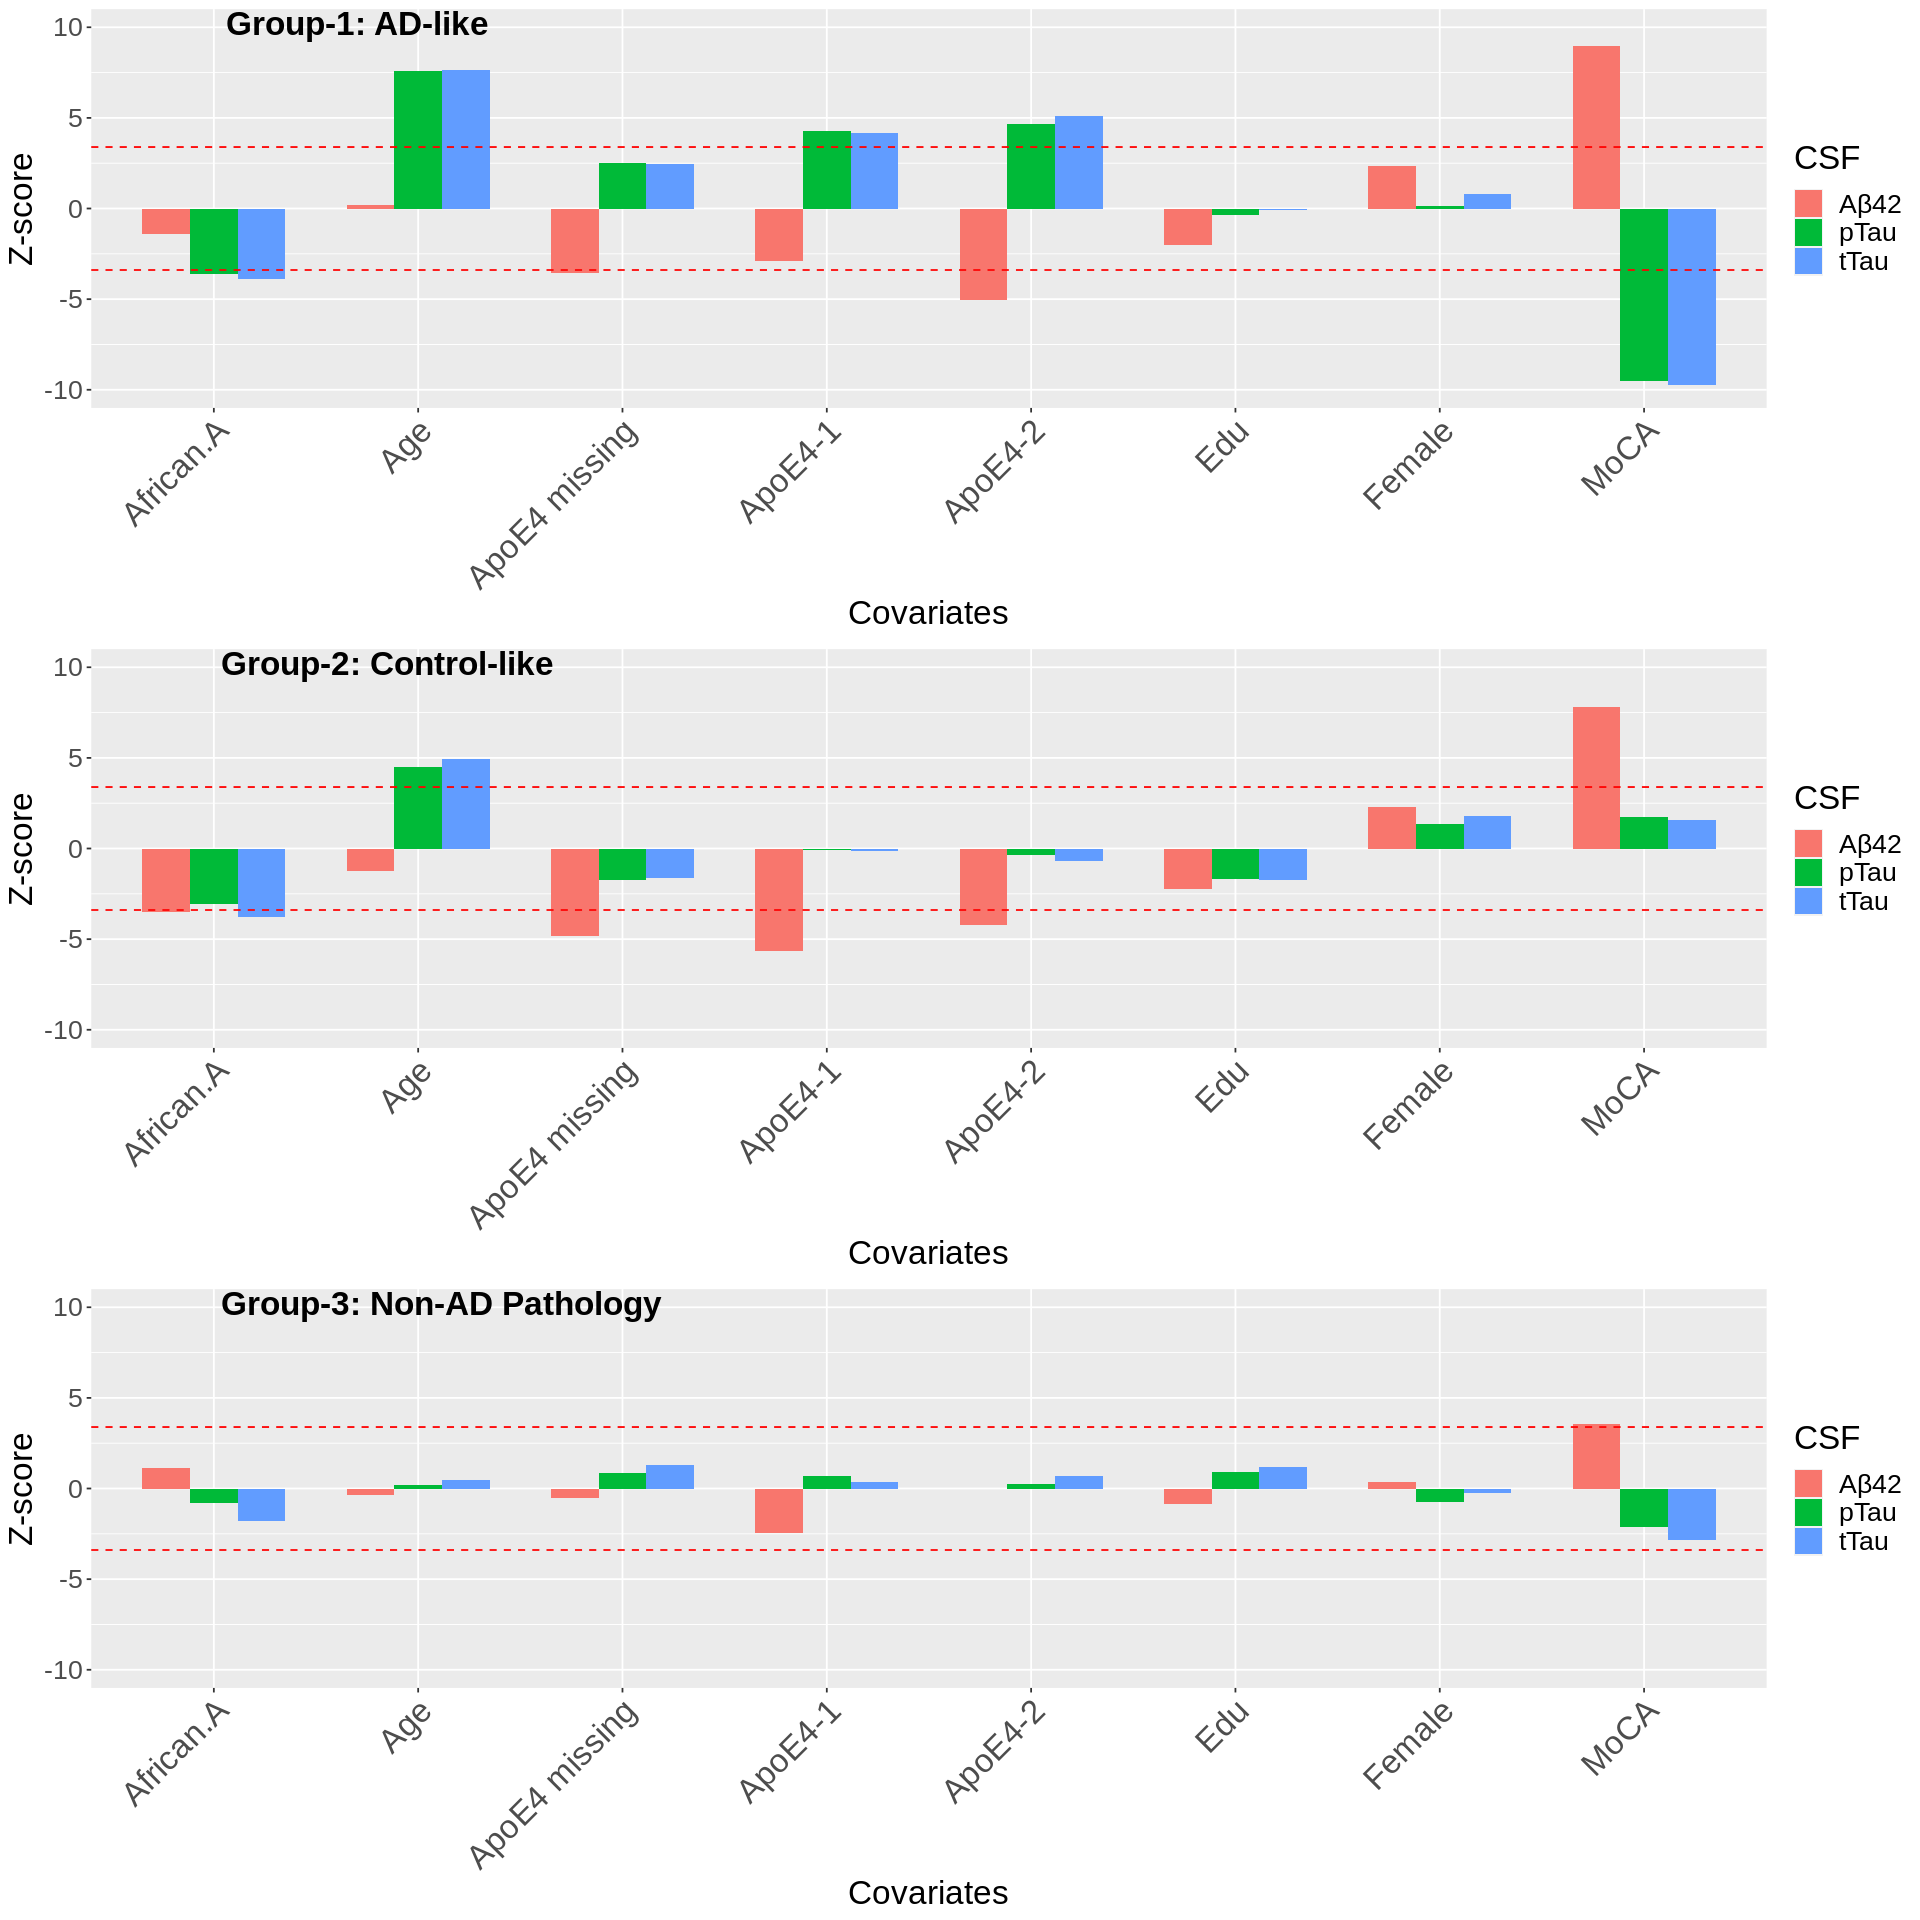 Group-1: AD-like
10
5
0
-5
-10
Z-score
African.A
Age
ApoE4 missing
ApoE4-1
ApoE4-2
Edu
Female
MoCA
Covariates
CSF
Aβ42
pTau
tTau
Group-2: Control-like
10
5
0
-5
-10
Z-score
African.A
Age
ApoE4 missing
ApoE4-1
ApoE4-2
Edu
Female
MoCA
Covariates
CSF
Aβ42
pTau
tTau
Group-3: Non-AD Pathology
10
5
0
-5
-10
Z-score
African.A
Age
ApoE4 missing
ApoE4-1
ApoE4-2
Edu
Female
MoCA
Covariates
CSF
Aβ42
pTau
tTau